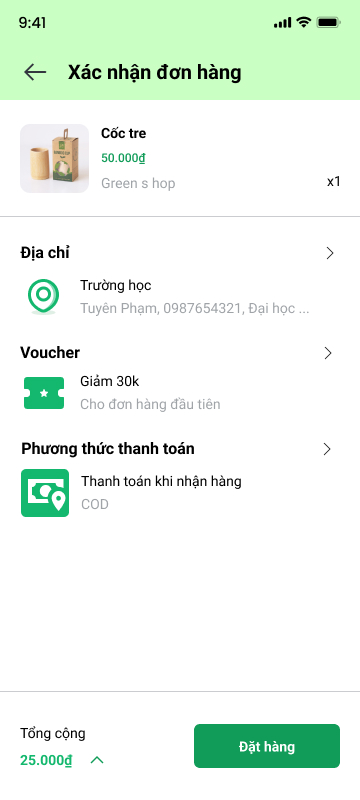 9:41
Xác nhận đơn hàng
Cốc tre
50.000₫
Green s hop
x1
Địa chỉ
Trường học
Tuyên Phạm, 0987654321, Đại học ...
Voucher
Giảm 30k
Cho đơn hàng đầu tiên
Phương thức thanh toán
Thanh toán khi nhận hàng
COD
Tổng cộng
25.000₫
Đặt hàng